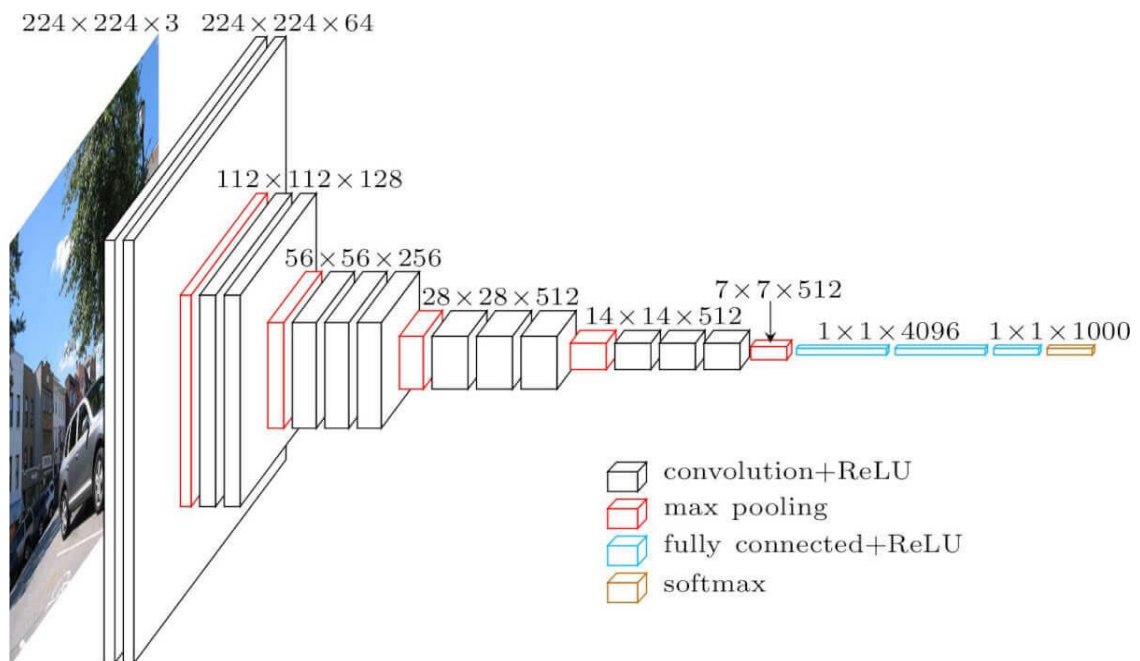 224 × 224 × 3
224 × 224 × 64
112 × 112 × 128
56 × 56 × 256
28 × 28 × 512
14 × 14 × 512
7 × 7 × 512
1 × 1 × 4096
1 × 1 × 1000
convolution+ReLU
max pooling
fully connected+ReLU
softmax